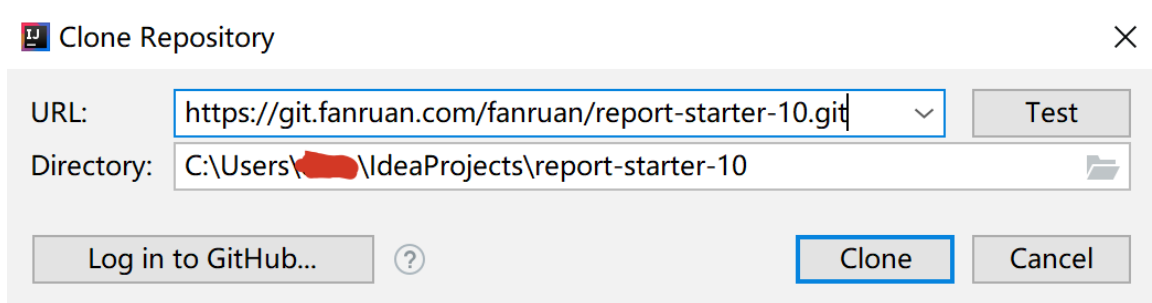 IJ Clone Repository
URL: https://git.fanruan.com/fanruan/report-starter-10.git Test
Directory: C:\Users\ \IdeaProjects\report-starter-10
Log in to GitHub... ? Clone Cancel